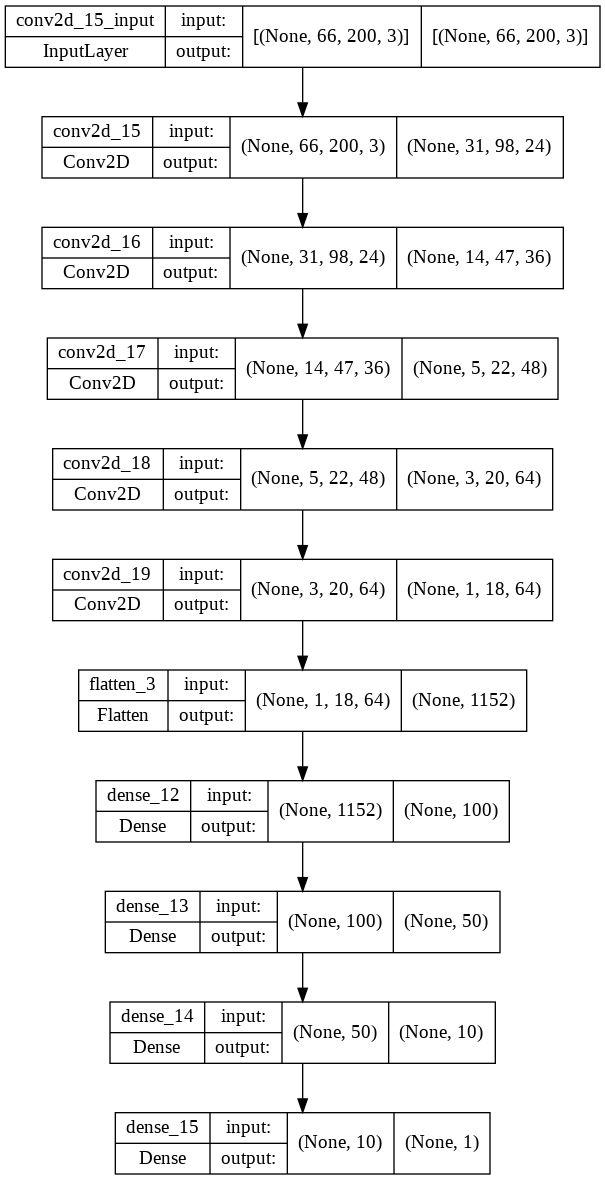 conv2d_15_input input: [(None, 66, 200, 3)] [(None, 66, 200, 3)]
InputLayer output:
conv2d_15 input: (None, 66, 200, 3) (None, 31, 98, 24)
Conv2D output:
conv2d_16 input: (None, 31, 98, 24) (None, 14, 47, 36)
Conv2D output:
conv2d_17 input: (None, 14, 47, 36) (None, 5, 22, 48)
Conv2D output:
conv2d_18 input: (None, 5, 22, 48) (None, 3, 20, 64)
Conv2D output:
conv2d_19 input: (None, 3, 20, 64) (None, 1, 18, 64)
Conv2D output:
flatten_3 input: (None, 1, 18, 64) (None, 1152)
Flatten output:
dense_12 input: (None, 1152) (None, 100)
Dense output:
dense_13 input: (None, 100) (None, 50)
Dense output:
dense_14 input: (None, 50) (None, 10)
Dense output:
dense_15 input: (None, 10) (None, 1)
Dense output: